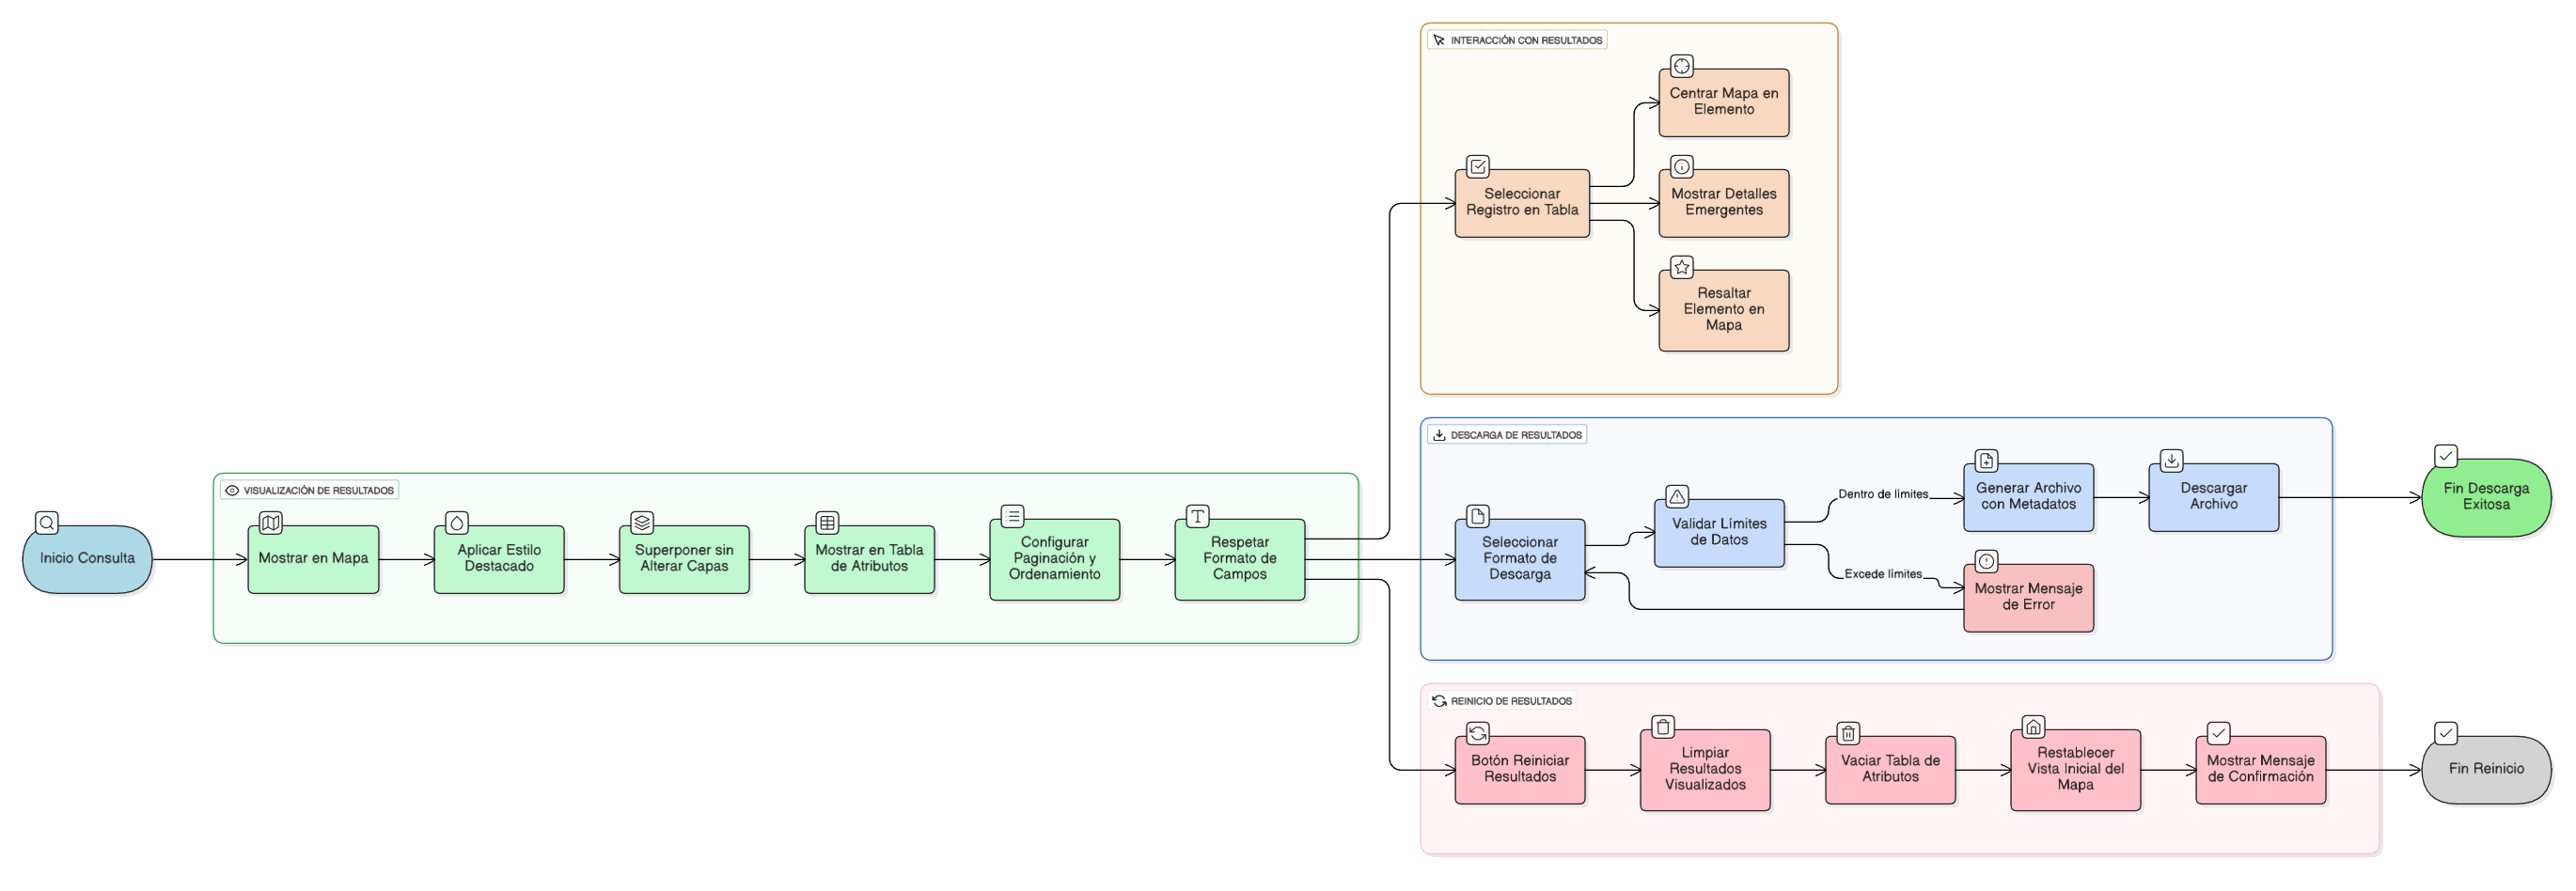 INTERACCIÓN CON RESULTADOS
Centrar Mapa en
Elemento
Seleccionar
Registro en Tabla
Mostrar Detalles
Emergentes
Resaltar
Elemento en
Mapa
DESCARGA DE RESULTADOS
Seleccionar
Formato de
Descarga
Validar Límites
de Datos
Dentro de límites
Excede límites
Generar Archivo
con Metadatos
Descargar
Archivo
Mostrar Mensaje
de Error
Fin Descarga
Exitosa
Inicio Consulta
VISUALIZACIÓN DE RESULTADOS
Mostrar en Mapa
Aplicar Estilo
Destacado
Superponer sin
Alterar Capas
Mostrar en Tabla
de Atributos
Configurar
Paginación y
Ordenamiento
Respetar
Formato de
Campos
REINICIO DE RESULTADOS
Botón Reiniciar
Resultados
Limpiar
Resultados
Visualizados
Vaciar Tabla de
Atributos
Restablecer
Vista Inicial del
Mapa
Mostrar Mensaje
de Confirmación
Fin Reinicio